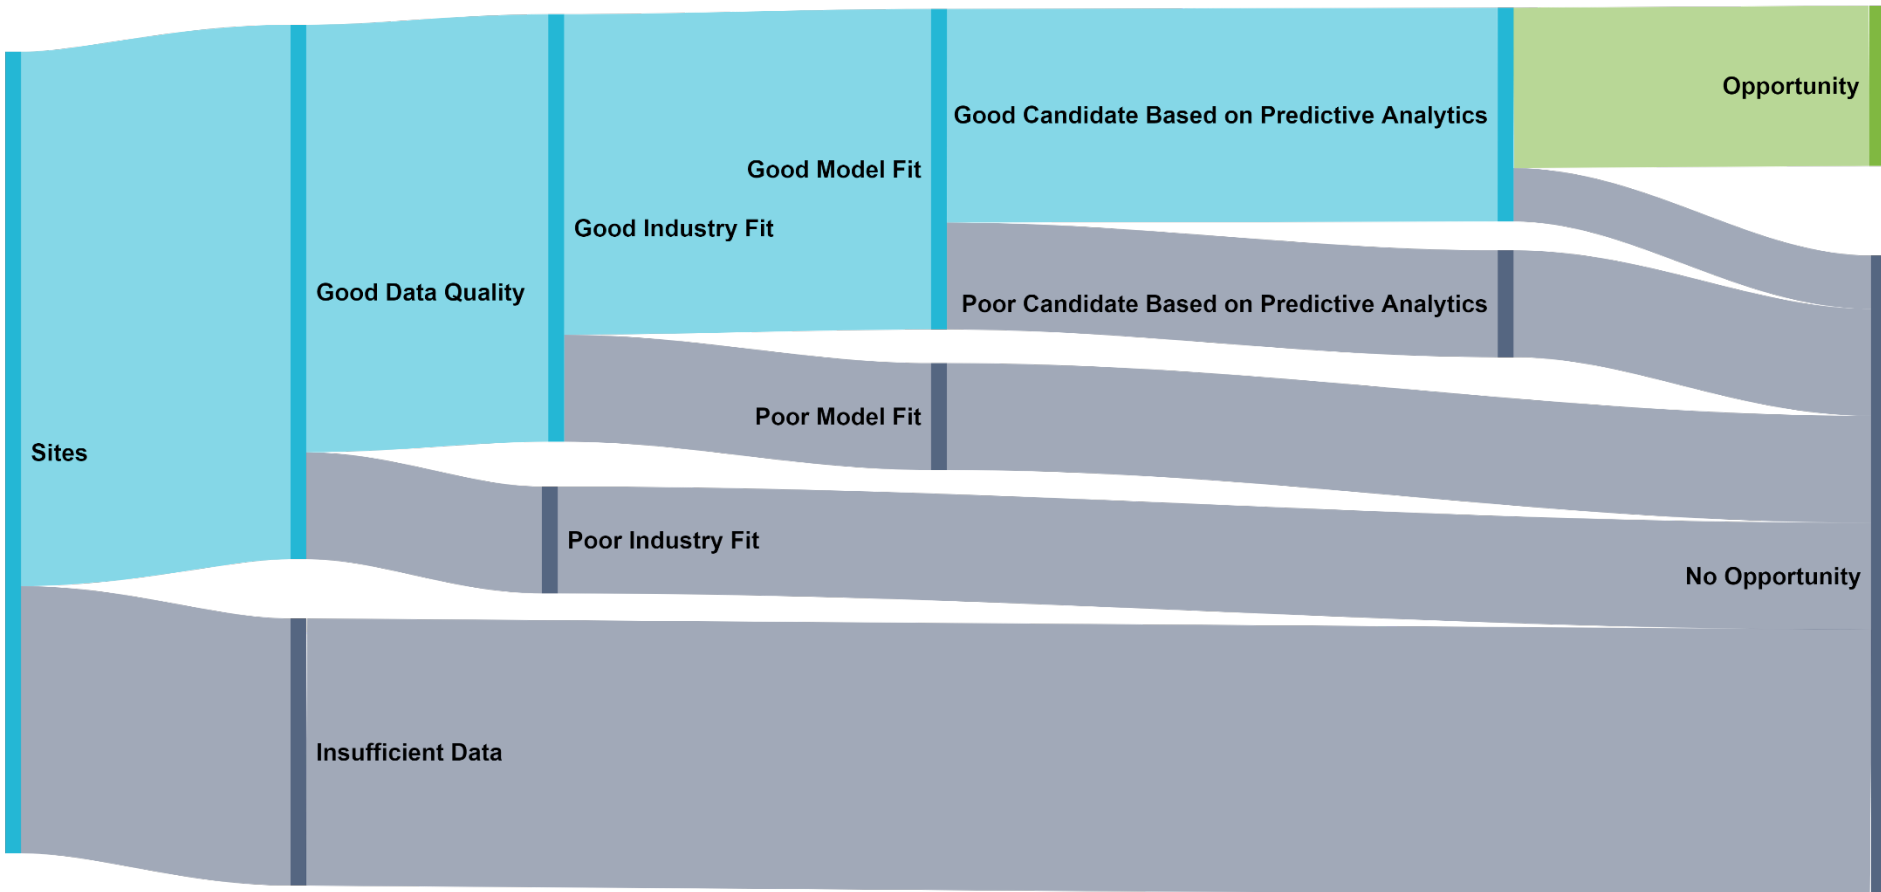 Sites
Good Data Quality
Insufficient Data
Good Industry Fit
Poor Industry Fit
Good Model Fit
Poor Model Fit
Good Candidate Based on Predictive Analytics
Poor Candidate Based on Predictive Analytics
Opportunity
No Opportunity